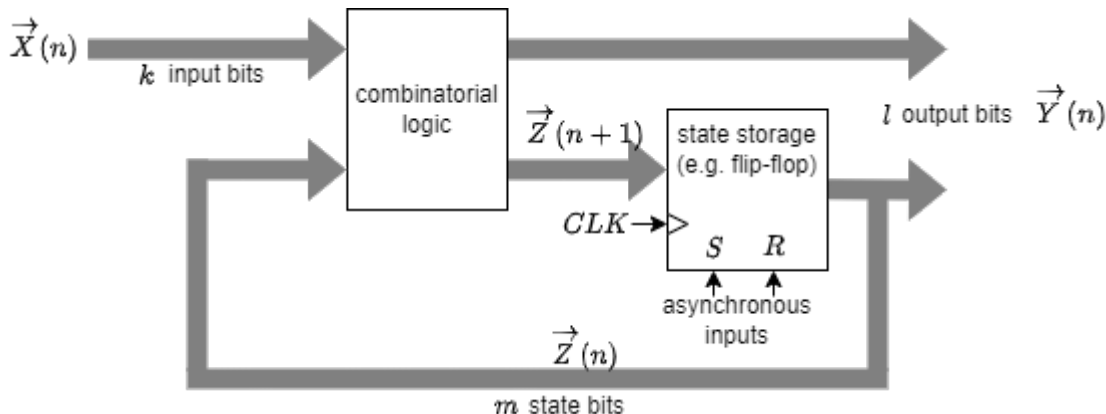 X→(n)
k input bits
combinatorial
logic
Z→(n + 1)
state storage
(e.g. flip-flop)
l output bits Y→(n)
CLK
S R
asynchronous
inputs
Z→(n)
m state bits